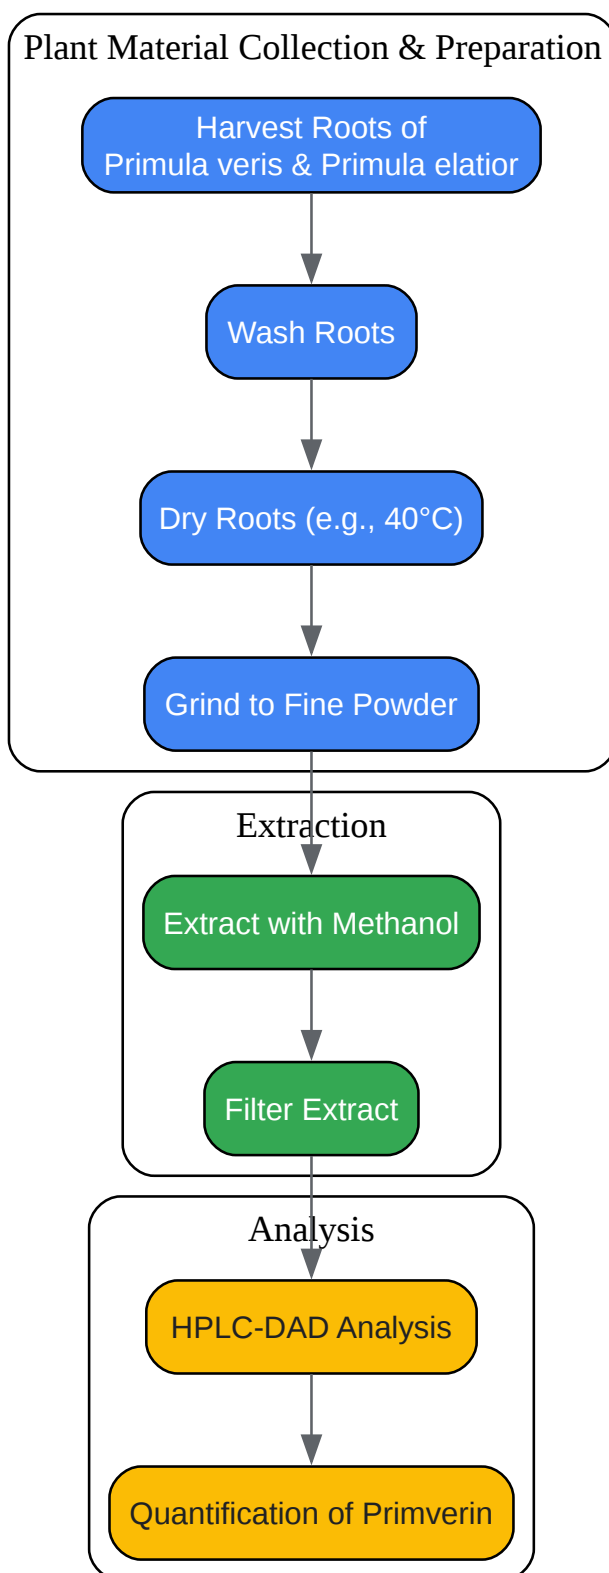 Plant Material Collection & Preparation
Harvest Roots of
Primula veris & Primula elatior
Wash Roots
Dry Roots (e.g., 40°C)
Grind to Fine Powder
Extraction
Extract with Methanol
Filter Extract
Analysis
HPLC-DAD Analysis
Quantification of Primverin